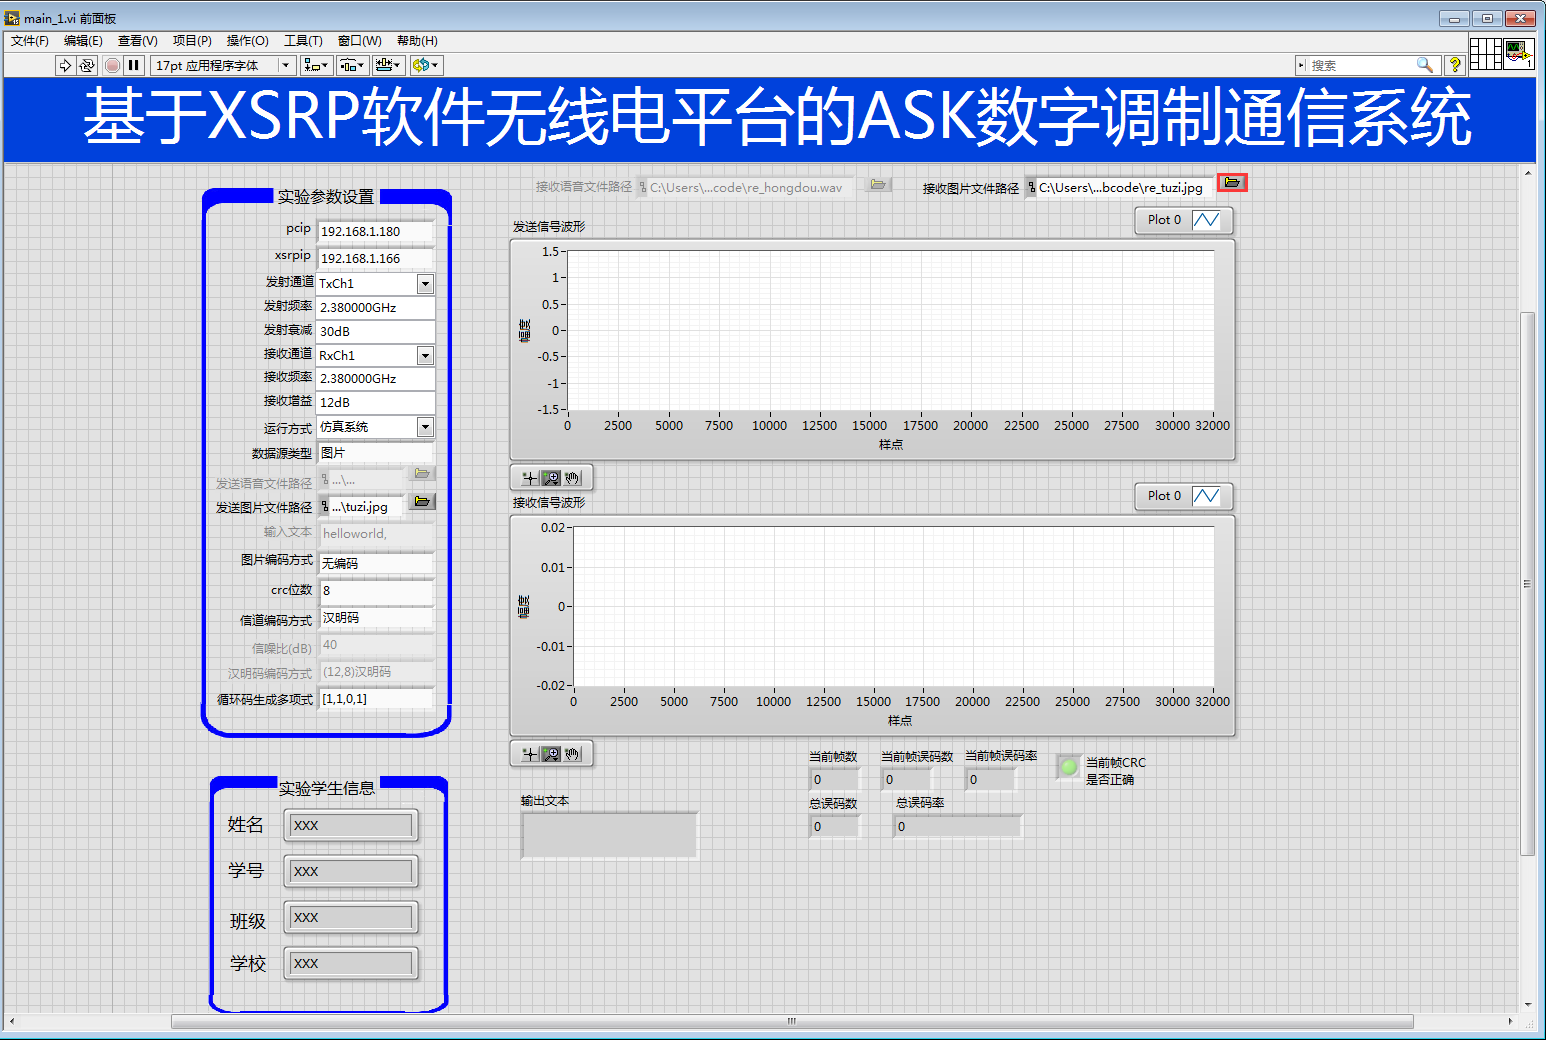 main_1.vi 前面板
文件(F) 编辑(E) 查看(V) 项目(P) 操作(O) 工具(T) 窗口(W) 帮助(H)
17pt 应用程序字体
搜索
?
1
基于XSRP软件无线电平台的ASK数字调制通信系统
实验参数设置
pcip 192.168.1.180
xsrpip 192.168.1.166
发射通道 TxCh1
发射频率 2.380000GHz
发射衰减 30dB
接收通道 RxCh1
接收频率 2.380000GHz
接收增益 12dB
运行方式 仿真系统
数据源类型 图片
发送语音文件路径 ...\...
发送图片文件路径 ...\tuzi.jpg
输入文本 helloworld,
图片编码方式 无编码
crc位数 8
信道编码方式 汉明码
信噪比(dB) 40
汉明码编码方式 (12,8)汉明码
循环码生成多项式 [1,1,0,1]
实验学生信息
姓名 XXX
学号 XXX
班级 XXX
学校 XXX
接收语音文件路径 C:\Users\...code\re_hongdou.wav
接收图片文件路径 C:\Users\...bcode\re_tuzi.jpg
发送信号波形
Plot 0
1.5
1
0.5
0
-0.5
-1
-1.5
幅度
0 2500 5000 7500 10000 12500 15000 17500 20000 22500 25000 27500 30000 32000
样点
接收信号波形
Plot 0
0.02
0.01
0
-0.01
-0.02
幅度
0 2500 5000 7500 10000 12500 15000 17500 20000 22500 25000 27500 30000 32000
样点
当前帧数 当前帧误码数 当前帧误码率
0 0 0
当前帧CRC
是否正确
总误码数 总误码率
0 0
输出文本